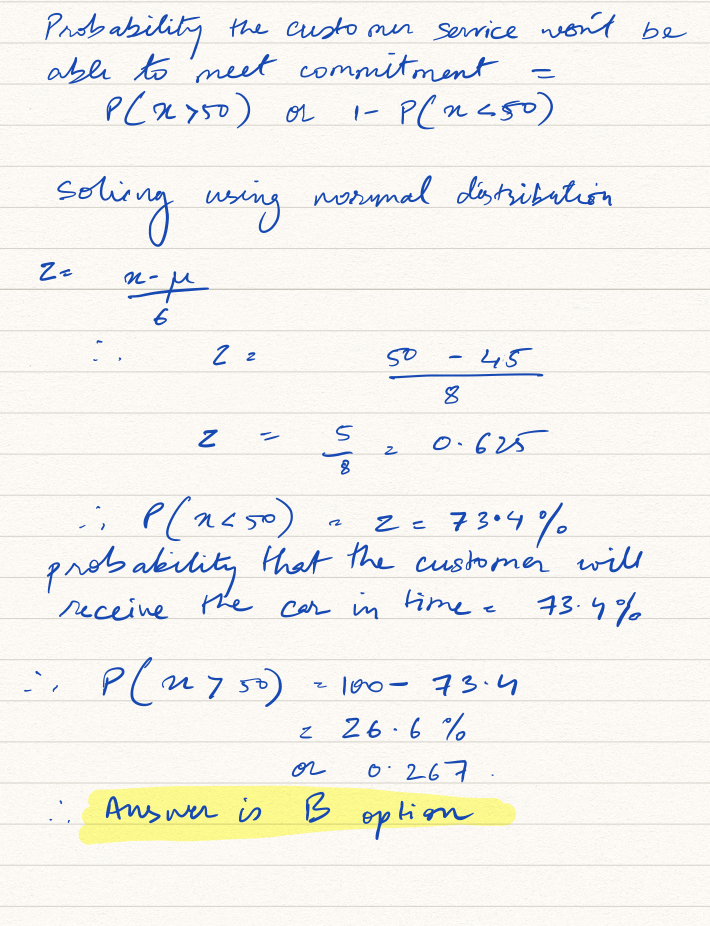 Probability the customer service won't be
able to meet commitment =
P(x>50) or 1- P(x<50)
Solving using normal distribution
Z= x-μ
σ
∴ Z = 50 - 45
8
Z = 5 = 0.625
8
∴ P(x<50) = Z = 73.4%
probability that the customer will
receive the car in time = 73.4%
∴ P(x>50) = 100- 73.4
= 26.6%
or 0.267.
∴ Answer is B option